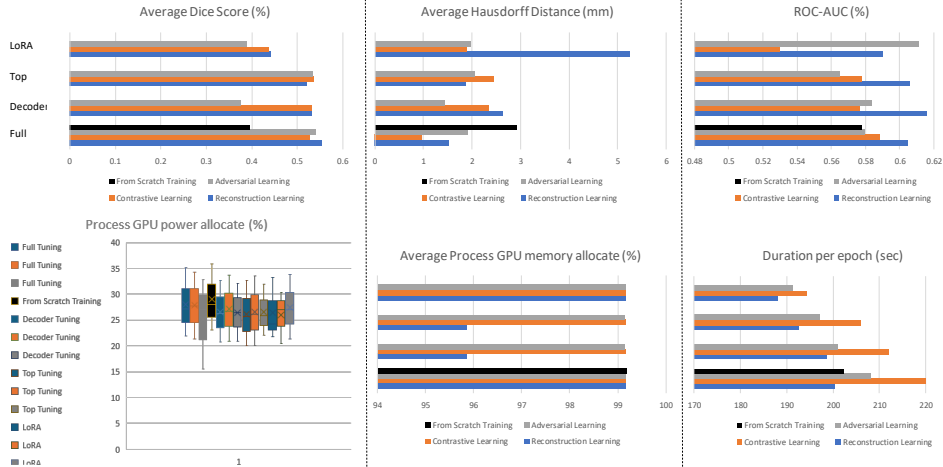 Average Dice Score (%)
LoRA
Top
Decoder
Full
0 0.1 0.2 0.3 0.4 0.5 0.6
From Scratch Training Adversarial Learning
Contrastive Learning Reconstruction Learning
Average Hausdorff Distance (mm)
0 1 2 3 4 5 6
From Scratch Training Adversarial Learning
Contrastive Learning Reconstruction Learning
ROC-AUC (%)
0.48 0.5 0.52 0.54 0.56 0.58 0.6 0.62
From Scratch Training Adversarial Learning
Contrastive Learning Reconstruction Learning
Process GPU power allocate (%)
Full Tuning
Full Tuning
Full Tuning
From Scratch Training
Decoder Tuning
Decoder Tuning
Decoder Tuning
Top Tuning
Top Tuning
Top Tuning
LoRA
LoRA
LoRA
40
35
30
25
20
15
10
5
0
1
Average Process GPU memory allocate (%)
94 95 96 97 98 99 100
From Scratch Training Adversarial Learning
Contrastive Learning Reconstruction Learning
Duration per epoch (sec)
170 180 190 200 210 220
From Scratch Training Adversarial Learning
Contrastive Learning Reconstruction Learning